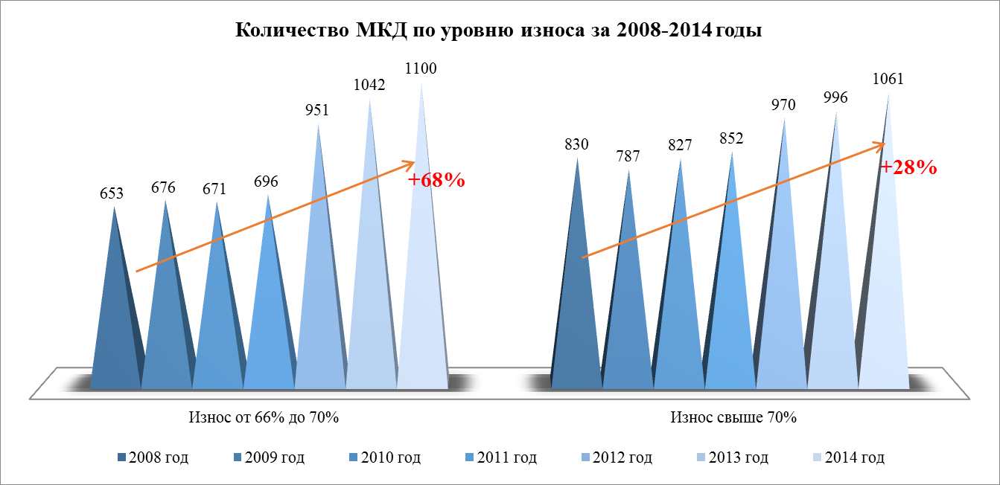 Количество МКД по уровню износа за 2008-2014 годы
653
676
671
696
951
1042
1100
+68%
830
787
827
852
970
996
1061
+28%
Износ от 66% до 70%
Износ свыше 70%
2008 год
2009 год
2010 год
2011 год
2012 год
2013 год
2014 год